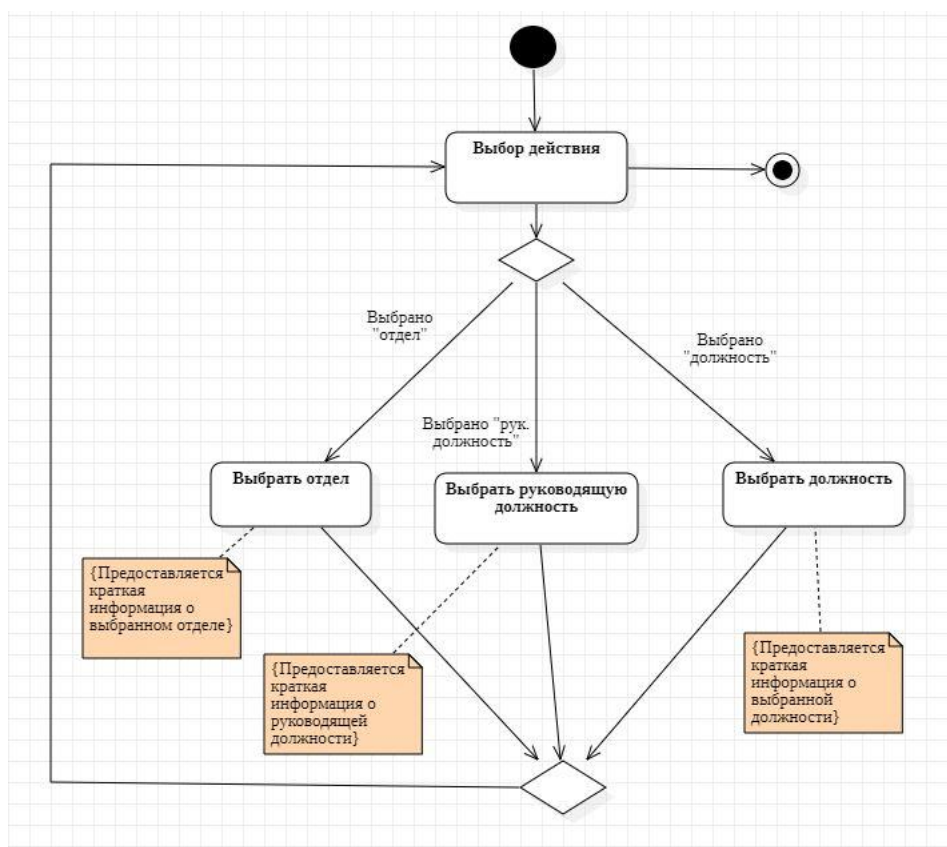 Выбор действия
Выбрано
"отдел"
Выбрано
"должность"
Выбрано "рук.
должность"
Выбрать отдел
Выбрать руководящую
должность
Выбрать должность
{Предоставляется
краткая
информация о
выбранном отделе}
{Предоставляется
краткая
информация о
руководящей
должности}
{Предоставляется
краткая
информация о
выбранной
должности}